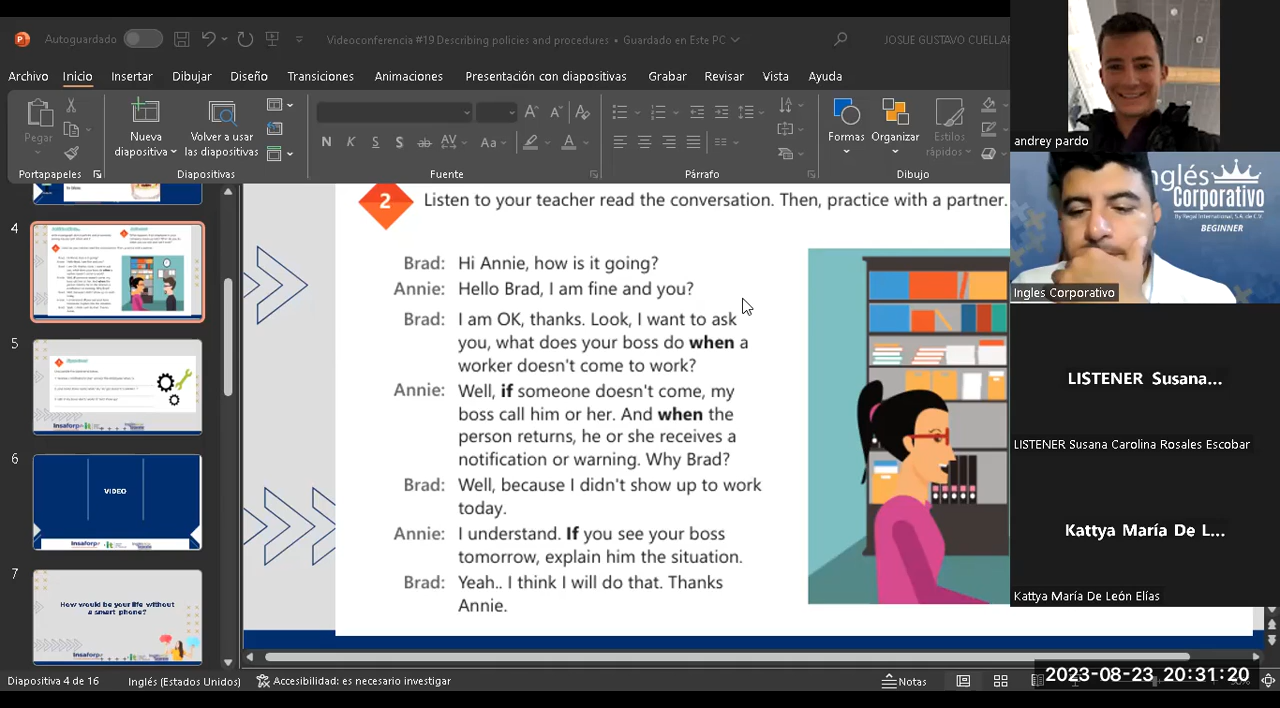 Autoguardado
Videoconferencia #19 Describing policies and procedures • Guardado en Este PC
JOSUE GUSTAVO CUELLAR
Archivo Inicio Insertar Dibujar Diseño Transiciones Animaciones Presentación con diapositivas Grabar Revisar Vista Ayuda
Pegar
Nueva diapositiva
Volver a usar las diapositivas
N K S S ab AV Aa A
Formas
Organizar
Estilos rápidos
Portapapeles
Diapositivas
Fuente
Párrafo
Dibujo
andrey pardo
Inglés
Corporativo
By Regal International, S.A. de C.V.
BEGINNER
Ingles Corporativo
LISTENER Susana...
LISTENER Susana Carolina Rosales Escobar
Kattya María De L...
Kattya María De León Elías
4
5
Insaforp
6
VIDEO
Insaforp
7
How would be your life without
a smart phone?
Insaforp
2
Listen to your teacher read the conversation. Then, practice with a partner.
Brad: Hi Annie, how is it going?
Annie: Hello Brad, I am fine and you?
Brad: I am OK, thanks. Look, I want to ask
you, what does your boss do when a
worker doesn't come to work?
Annie: Well, if someone doesn't come, my
boss call him or her. And when the
person returns, he or she receives a
notification or warning. Why Brad?
Brad: Well, because I didn't show up to work
today.
Annie: I understand. If you see your boss
tomorrow, explain him the situation.
Brad: Yeah.. I think I will do that. Thanks
Annie.
Diapositiva 4 de 16
Inglés (Estados Unidos)
Accesibilidad: es necesario investigar
Notas
2023-08-23 20:31:20